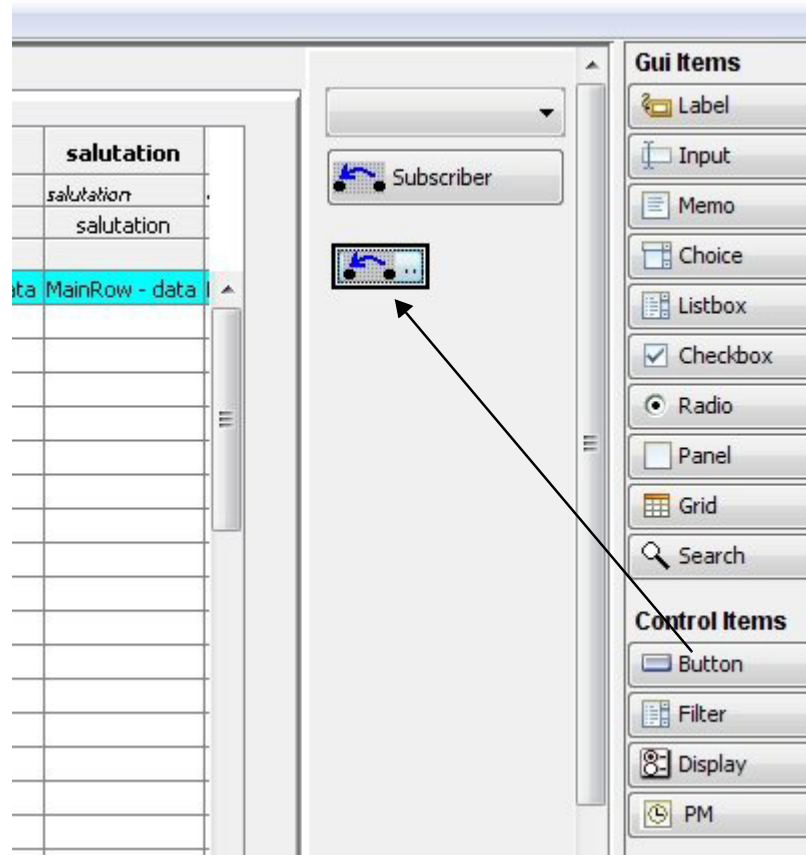 salutation
salutation
salutation
ata MainRow - data
Subscriber
..
Gui Items
Label
Input
Memo
Choice
Listbox
Checkbox
Radio
Panel
Grid
Search
Control Items
Button
Filter
Display
PM